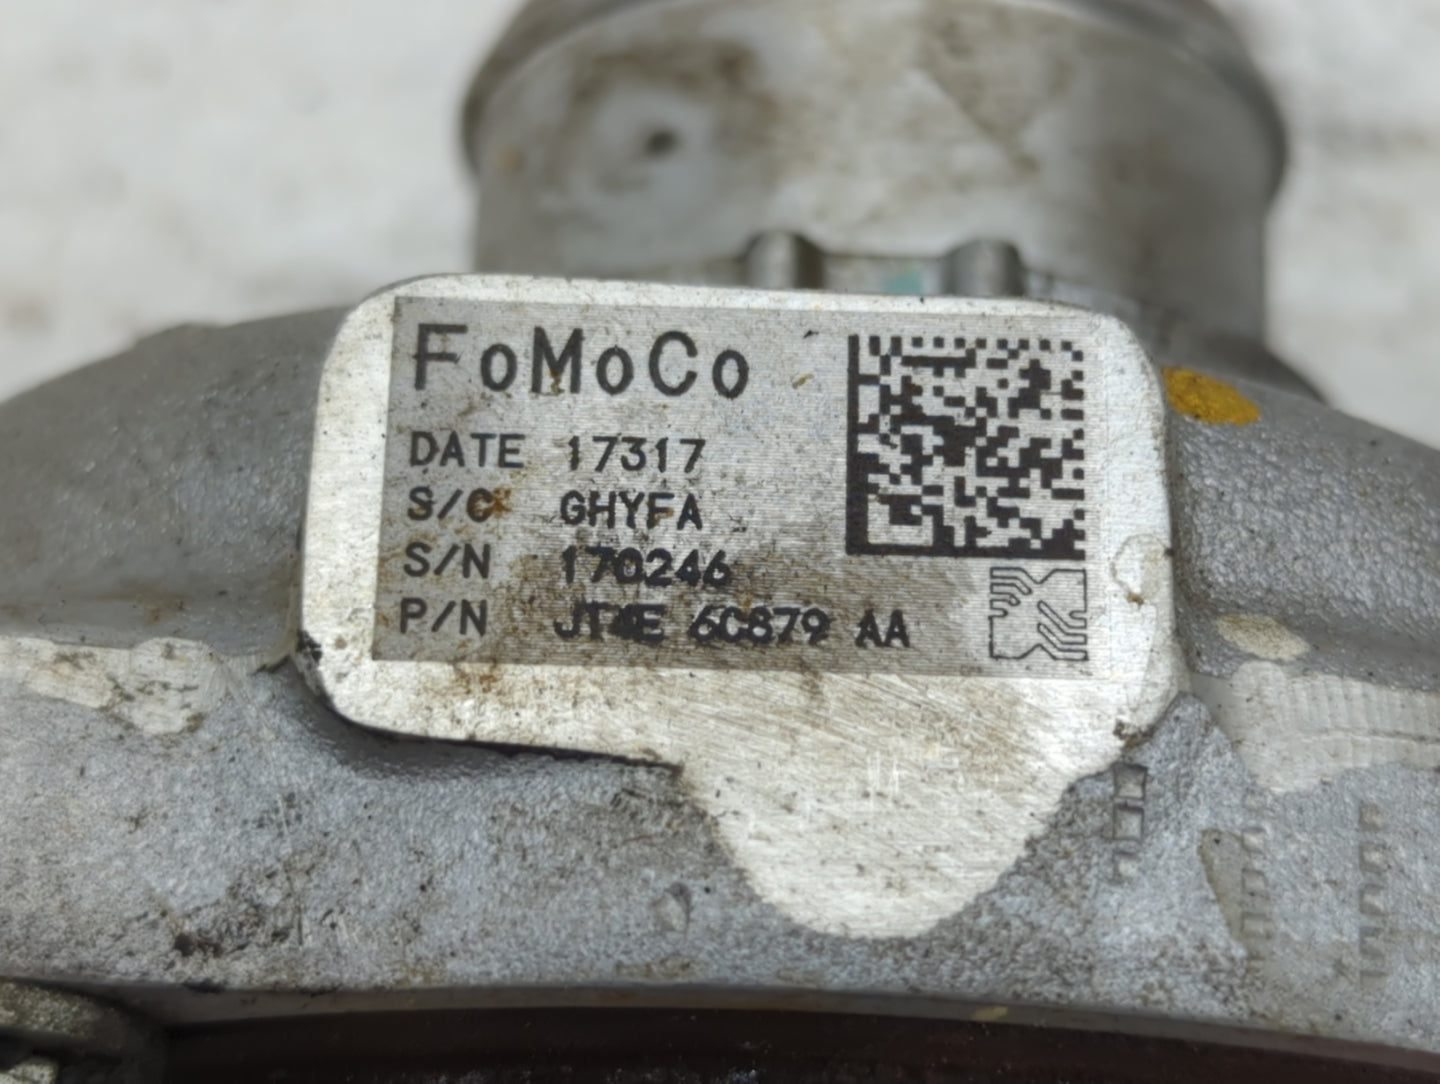 FoMoCo
DATE 17317
S/C GHYFA
S/N 170246
P/N JT4E 6C879 AA